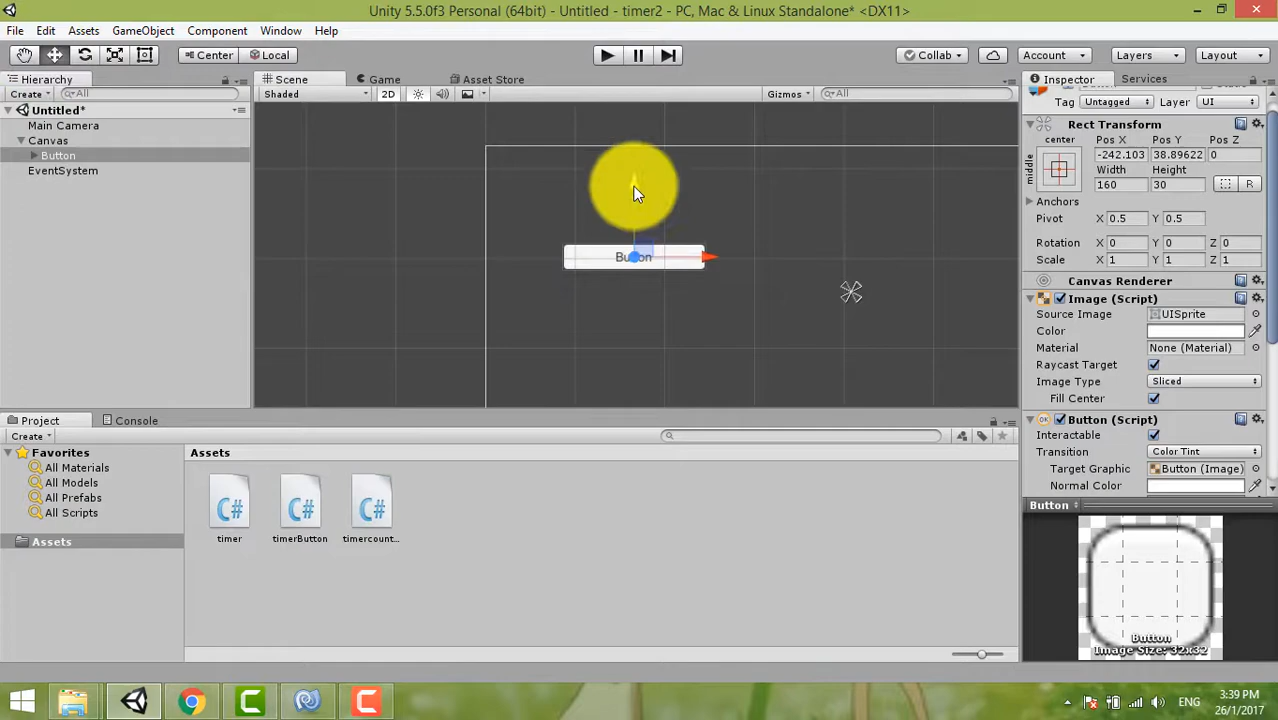 Unity 5.5.0f3 Personal (64bit) - Untitled - timer2 - PC, Mac & Linux Standalone* <DX11>
File Edit Assets GameObject Component Window Help
Center Local Collab Account Layers Layout
Hierarchy Scene Game Asset Store Inspector Services
Create All Shaded 2D Gizmos All
Tag Untagged Layer UI
Untitled*
Main Camera
Canvas
Button
EventSystem
Button
Rect Transform
center Pos X Pos Y Pos Z
middle -242.103 38.89622 0
Width Height
160 30 R
Anchors
Pivot X 0.5 Y 0.5
Rotation X 0 Y 0 Z 0
Scale X 1 Y 1 Z 1
Canvas Renderer
Image (Script)
Source Image UISprite
Color
Material None (Material)
Raycast Target
Image Type Sliced
Fill Center
Button (Script)
Interactable
Transition Color Tint
Target Graphic Button (Image)
Normal Color
Button
Button
Image Size: 32x32
Project Console
Create
Favorites
All Materials
All Models
All Prefabs
All Scripts
Assets
Assets
C# C# C#
timer timerButton timercount...
ENG
3:39 PM
26/1/2017